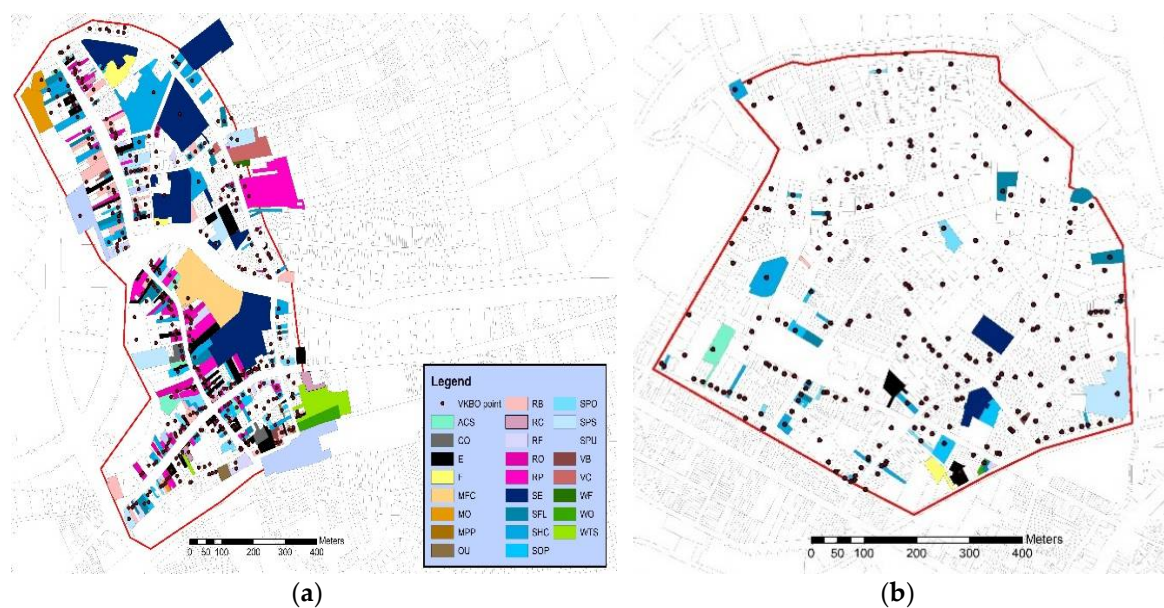 Legend
VKBO point
ACS
CO
E
F
MFC
MO
MPP
OU
RB
RC
RF
RO
RP
SE
SFL
SHC
SOP
SPO
SPS
SPU
VB
VC
WF
WO
WTS
Meters
0 50 100 200 300 400
Meters
0 50 100 200 300 400
(a)
(b)